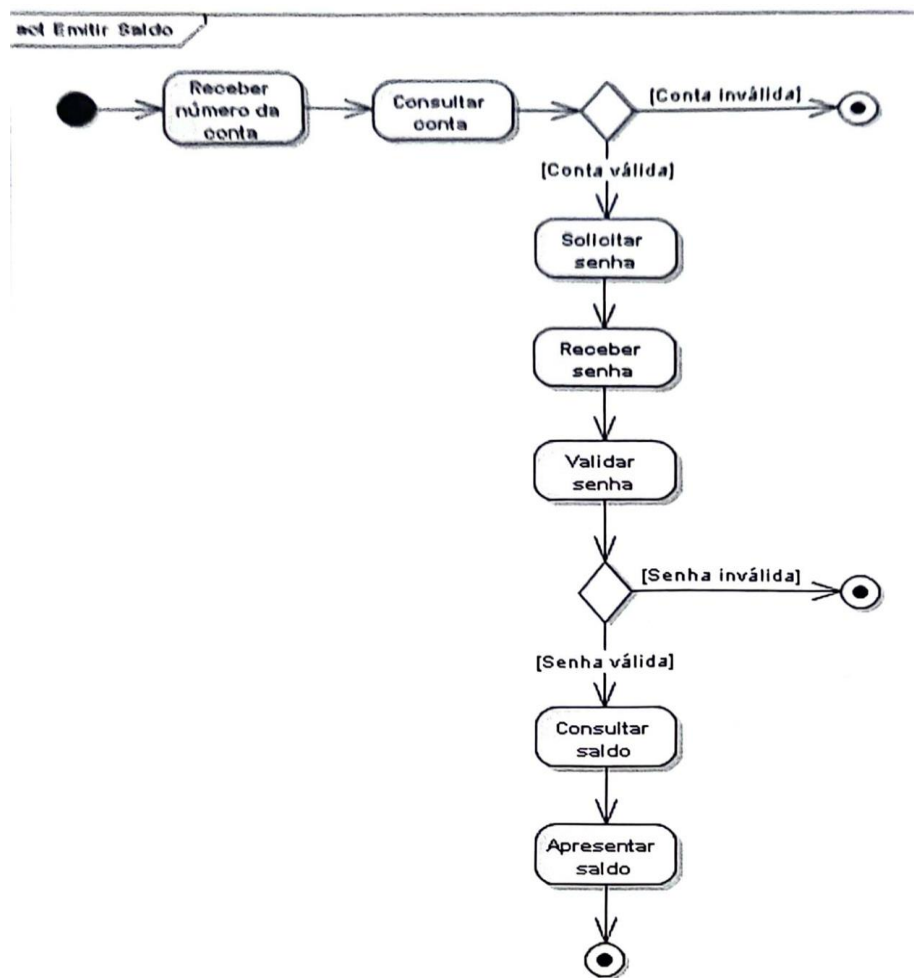 act Emitir Saldo
Receber
número da
conta
Consultar
conta
[Conta inválida]
[Conta válida]
Solicitar
senha
Receber
senha
Validar
senha
[Senha inválida]
[Senha válida]
Consultar
saldo
Apresentar
saldo